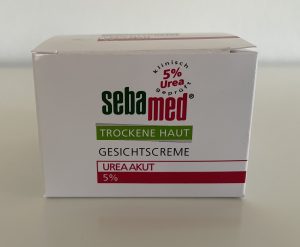 klinisch
5%
Urea
geprüft
sebamed®
TROCKENE HAUT
GESICHTSCREME
UREA AKUT
5%